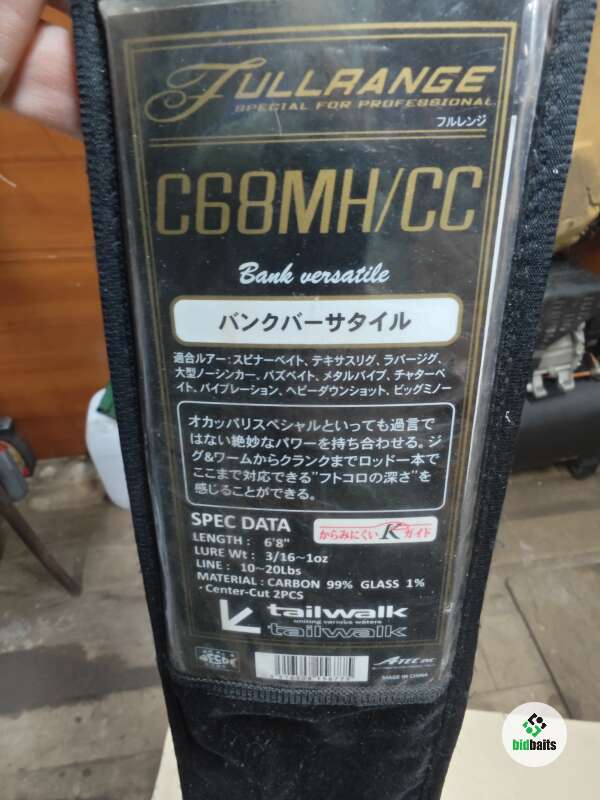 FULLRANGE
SPECIAL FOR PROFESSIONAL
フルレンジ
C68MH/CC
Bank versatile
バンクバーサタイル
適合ルアー:スピナーベイト、テキサスリグ、ラバージグ、
大型ノーシンカー、バズベイト、メタルバイブ、チャターベ
イト、バイブレーション、ヘビーダウンショット、ビッグミノー
オカッパリスペシャルといっても過言で
はない絶妙なパワーを持ち合わせる。ジ
グ&ワームからクランクまでロッド一本で
ここまで対応できる"フトコロの深さ"を
感じることができる。
SPEC DATA
からみにくいKガイド
LENGTH : 6'8"
LURE Wt : 3/16~1oz
LINE : 10~20Lbs
MATERIAL : CARBON 99% GLASS 1%
・Center-Cut 2PCS
tailwalk
uniting various waters
tailwalk
ATEC INC.
MADE IN CHINA
bidbaits